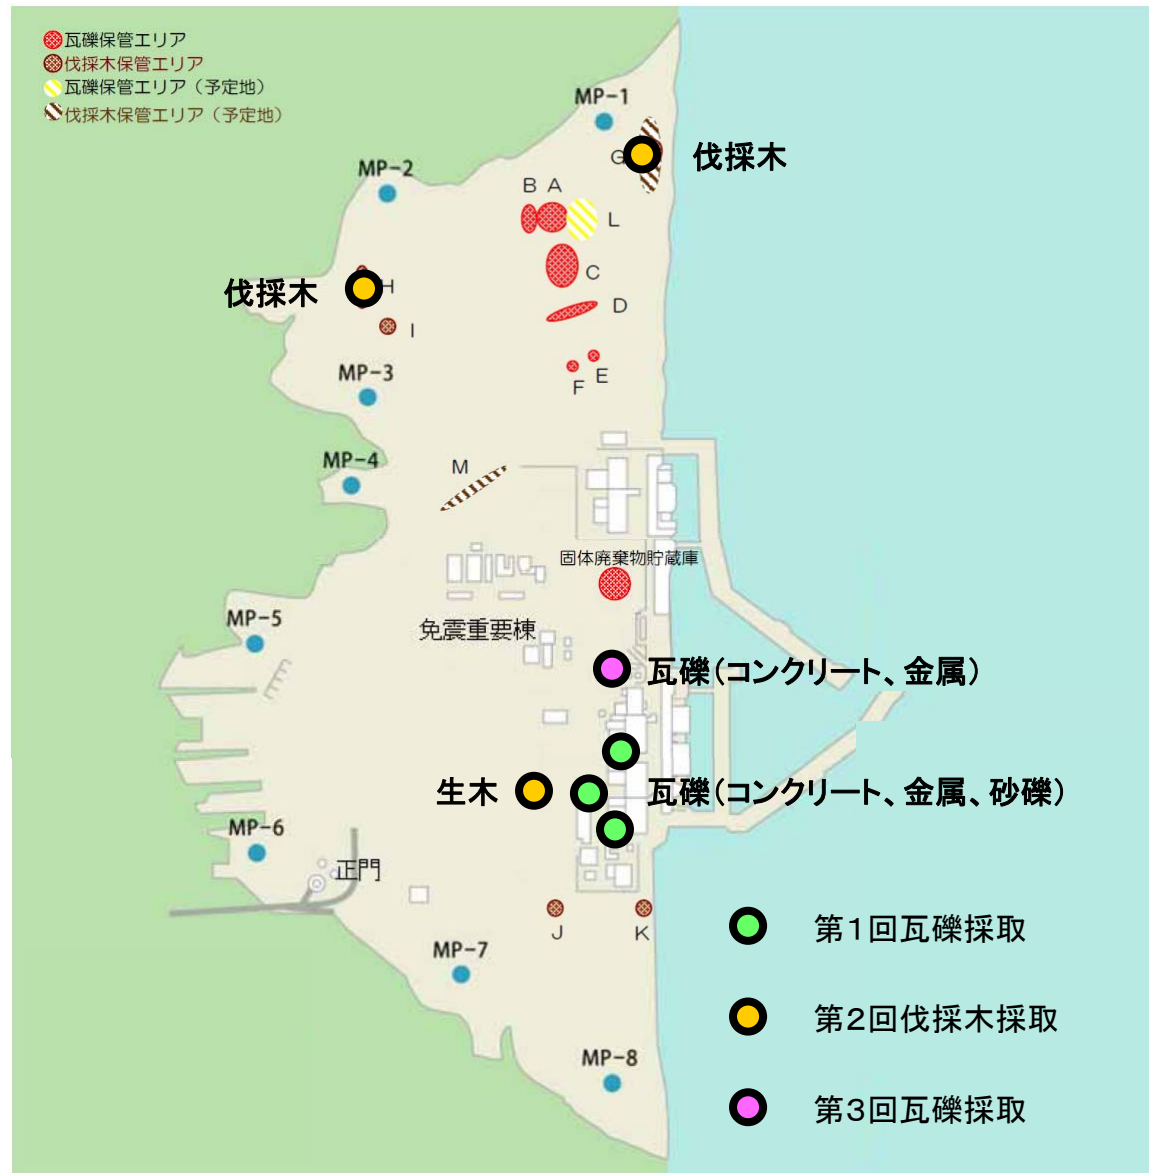 瓦礫保管エリア
伐採木保管エリア
瓦礫保管エリア（予定地）
伐採木保管エリア（予定地）
MP-1
G
伐採木
MP-2
B A
L
C
伐採木
H
D
I
E
F
MP-3
MP-4
M
固体廃棄物貯蔵庫
MP-5
免震重要棟
瓦礫（コンクリート、金属）
生木
瓦礫（コンクリート、金属、砂礫）
MP-6
正門
J
K
第１回瓦礫採取
MP-7
第２回伐採木採取
MP-8
第３回瓦礫採取